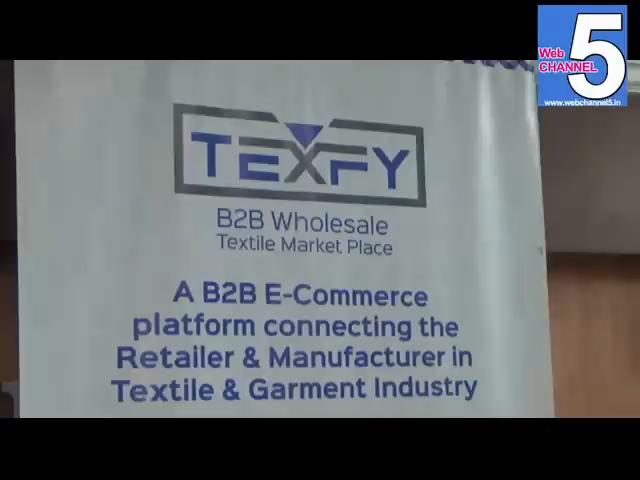 Web
CHANNEL
5
www.webchannel5.in
TEXFY
B2B Wholesale
Textile Market Place
A B2B E-Commerce
platform connecting the
Retailer & Manufacturer in
Textile & Garment Industry